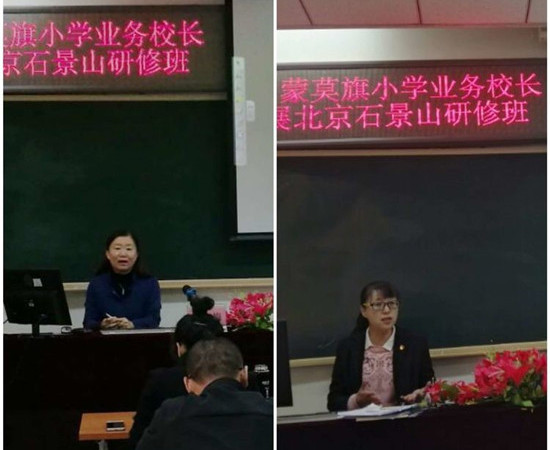 旗小学业务校长
京石景山研修班
蒙莫旗小学业务校长
展北京石景山研修班